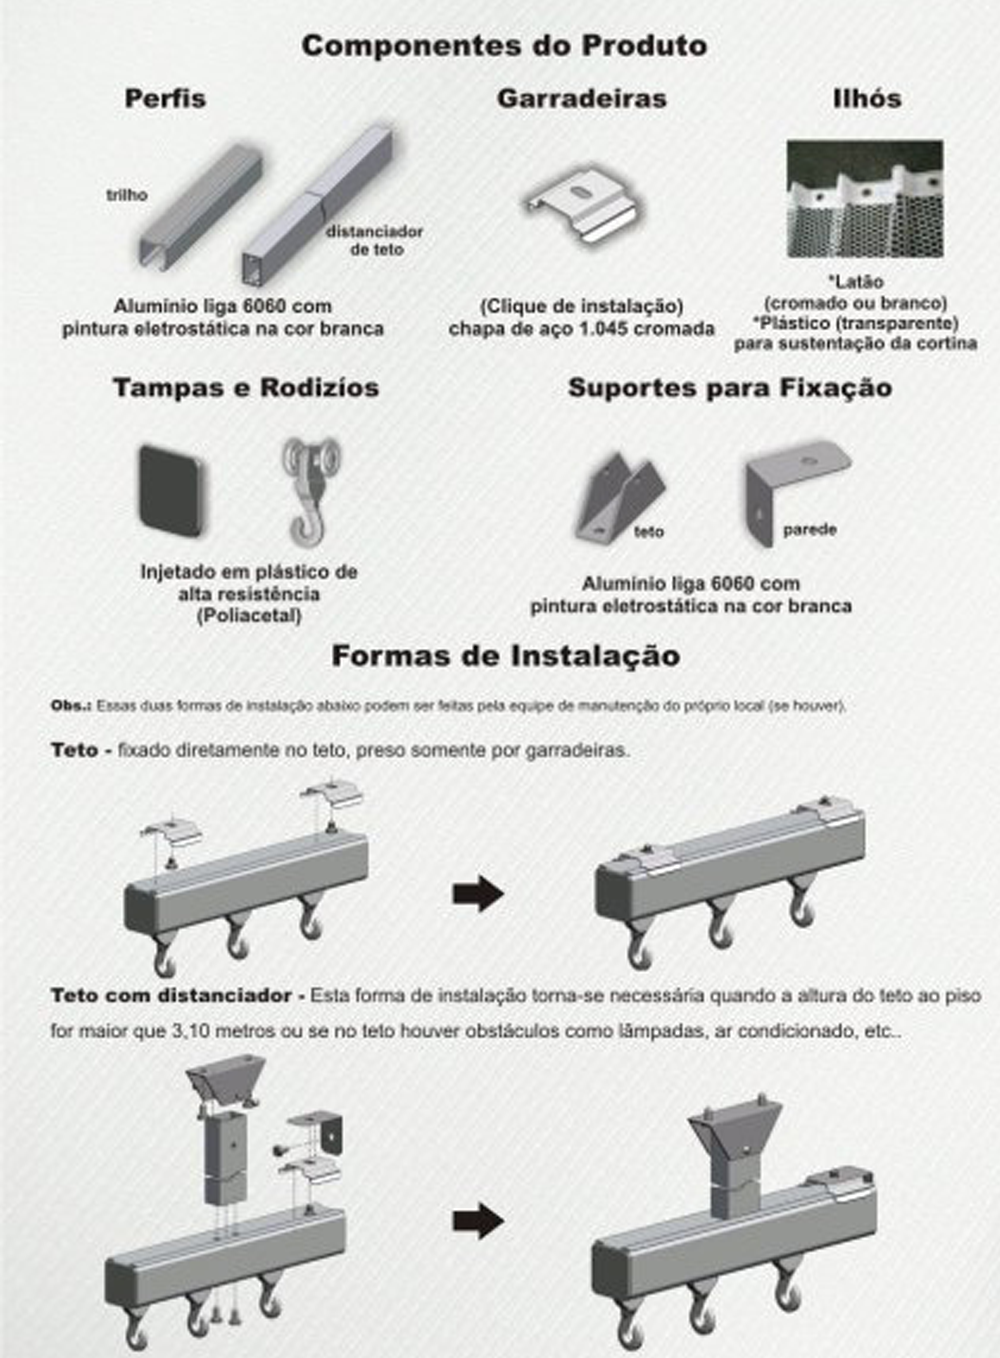 Componentes do Produto
Perfis
Garradeiras
Ilhós
trilho
distanciador
de teto
Alumínio liga 6060 com
pintura eletrostática na cor branca
(Clique de instalação)
chapa de aço 1.045 cromada
*Latão
(cromado ou branco)
*Plástico (transparente)
para sustentação da cortina
Tampas e Rodizíos
Suportes para Fixação
teto
parede
Injetado em plástico de
alta resistência
(Poliacetal)
Alumínio liga 6060 com
pintura eletrostática na cor branca
Formas de Instalação
Obs.: Essas duas formas de instalação abaixo podem ser feitas pela equipe de manutenção do próprio local (se houver).
Teto - fixado diretamente no teto, preso somente por garradeiras.
Teto com distanciador - Esta forma de instalação torna-se necessária quando a altura do teto ao piso
for maior que 3,10 metros ou se no teto houver obstáculos como lâmpadas, ar condicionado, etc..